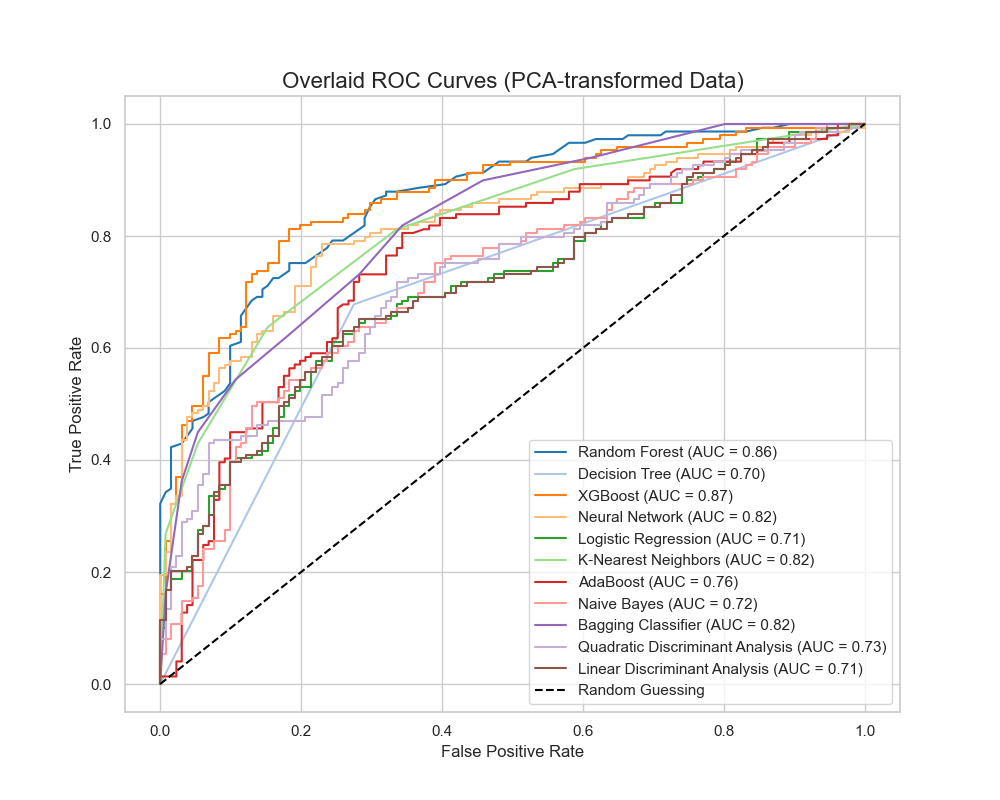 Overlaid ROC Curves (PCA-transformed Data)
True Positive Rate
1.0
0.8
0.6
0.4
0.2
0.0
Random Forest (AUC = 0.86)
Decision Tree (AUC = 0.70)
XGBoost (AUC = 0.87)
Neural Network (AUC = 0.82)
Logistic Regression (AUC = 0.71)
K-Nearest Neighbors (AUC = 0.82)
AdaBoost (AUC = 0.76)
Naive Bayes (AUC = 0.72)
Bagging Classifier (AUC = 0.82)
Quadratic Discriminant Analysis (AUC = 0.73)
Linear Discriminant Analysis (AUC = 0.71)
Random Guessing
0.0 0.2 0.4 0.6 0.8 1.0
False Positive Rate